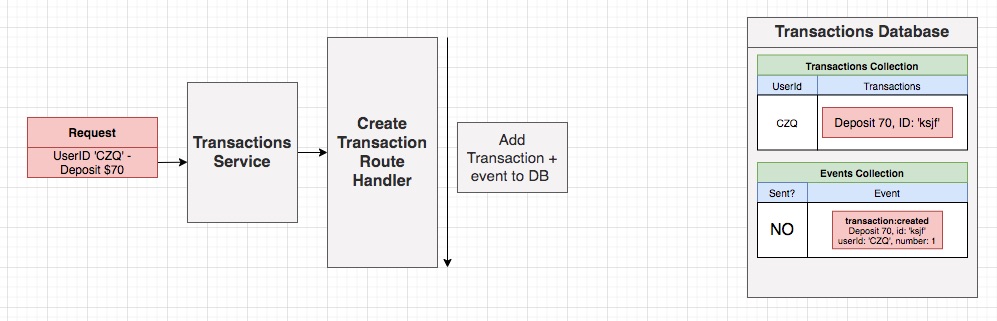 Request
UserID 'CZQ' -
Deposit $70
Transactions
Service
Create
Transaction
Route
Handler
Add
Transaction +
event to DB
Transactions Database
Transactions Collection
UserId Transactions
CZQ Deposit 70, ID: 'ksjf'
Events Collection
Sent? Event
NO
transaction:created
Deposit 70, id: 'ksjf'
userId: 'CZQ', number: 1